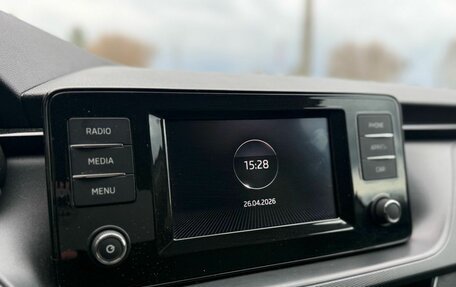 RADIO
MEDIA
MENU
15:28
26.04.2026
PHONE
CAR